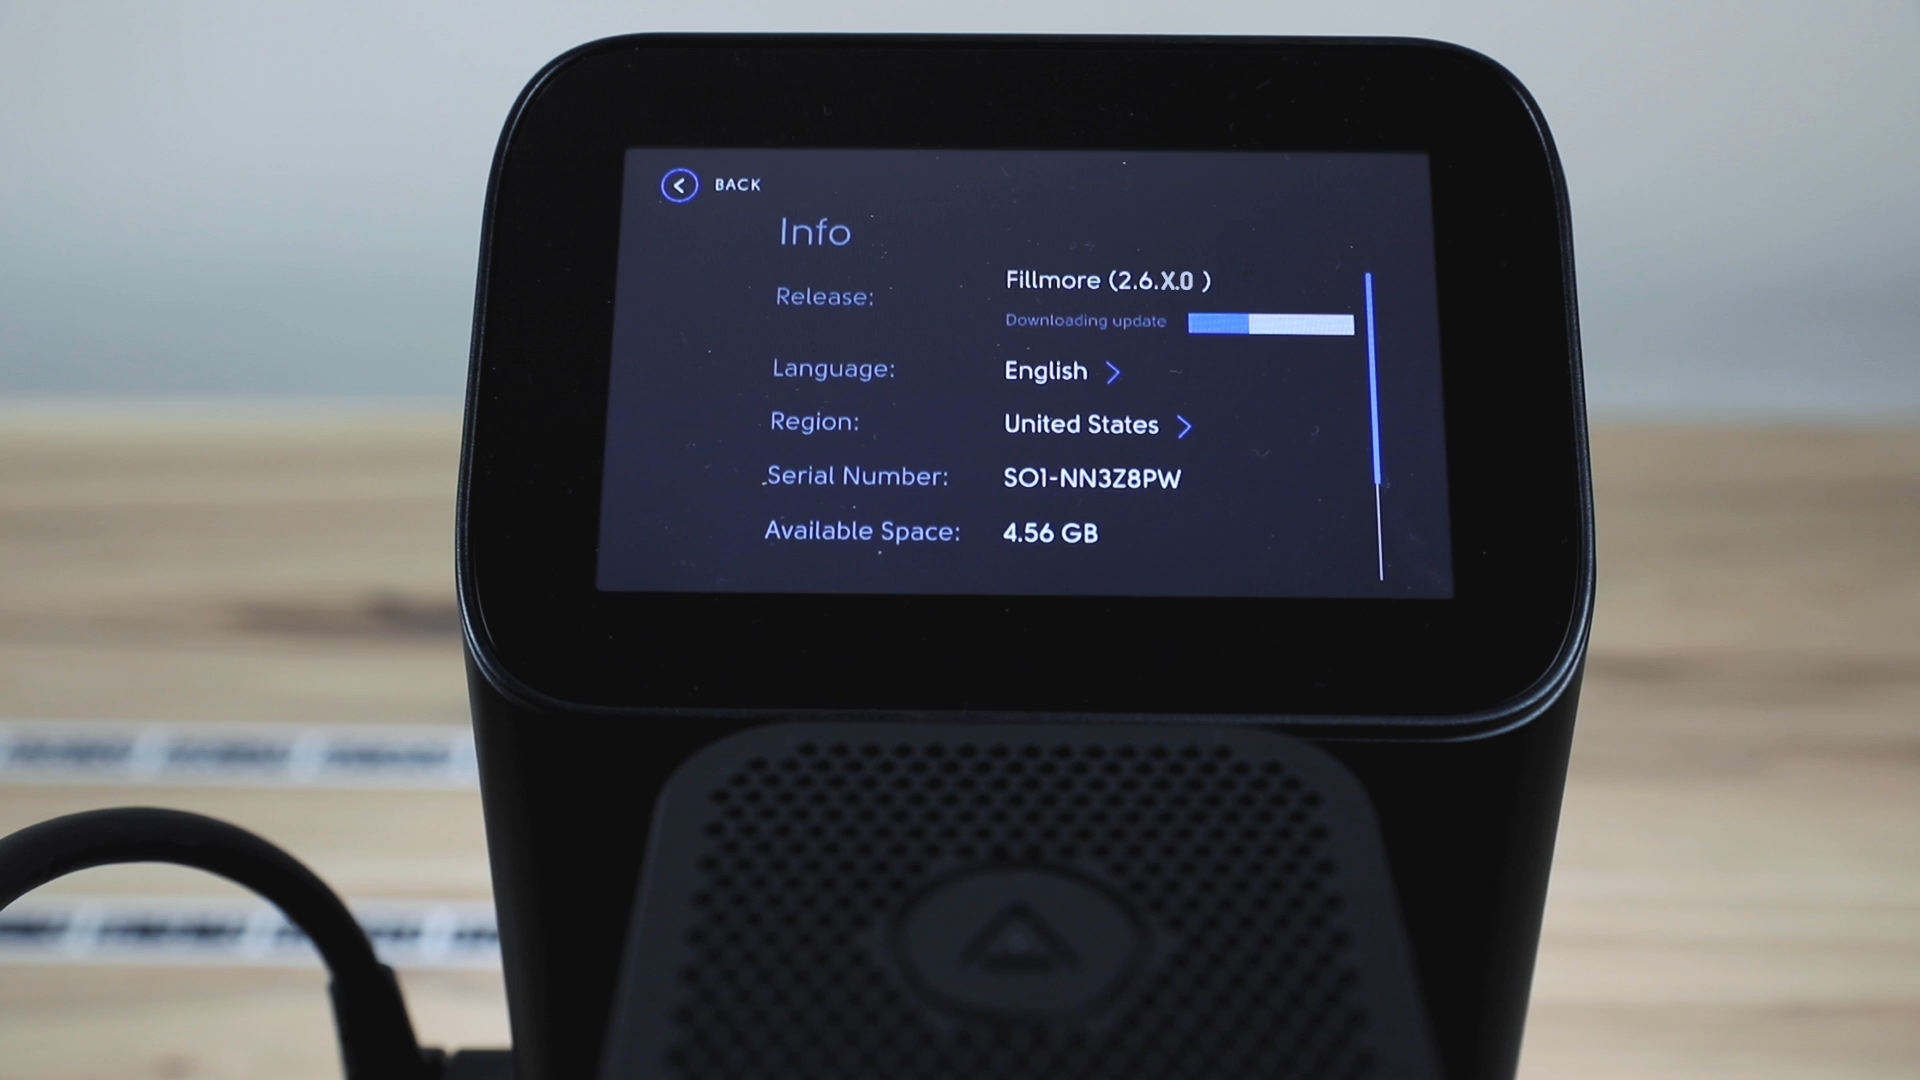 BACK
Info
Release: Fillmore (2.6.X.0 )
Downloading update
Language: English
Region: United States
Serial Number: SO1-NN3Z8PW
Available Space: 4.56 GB